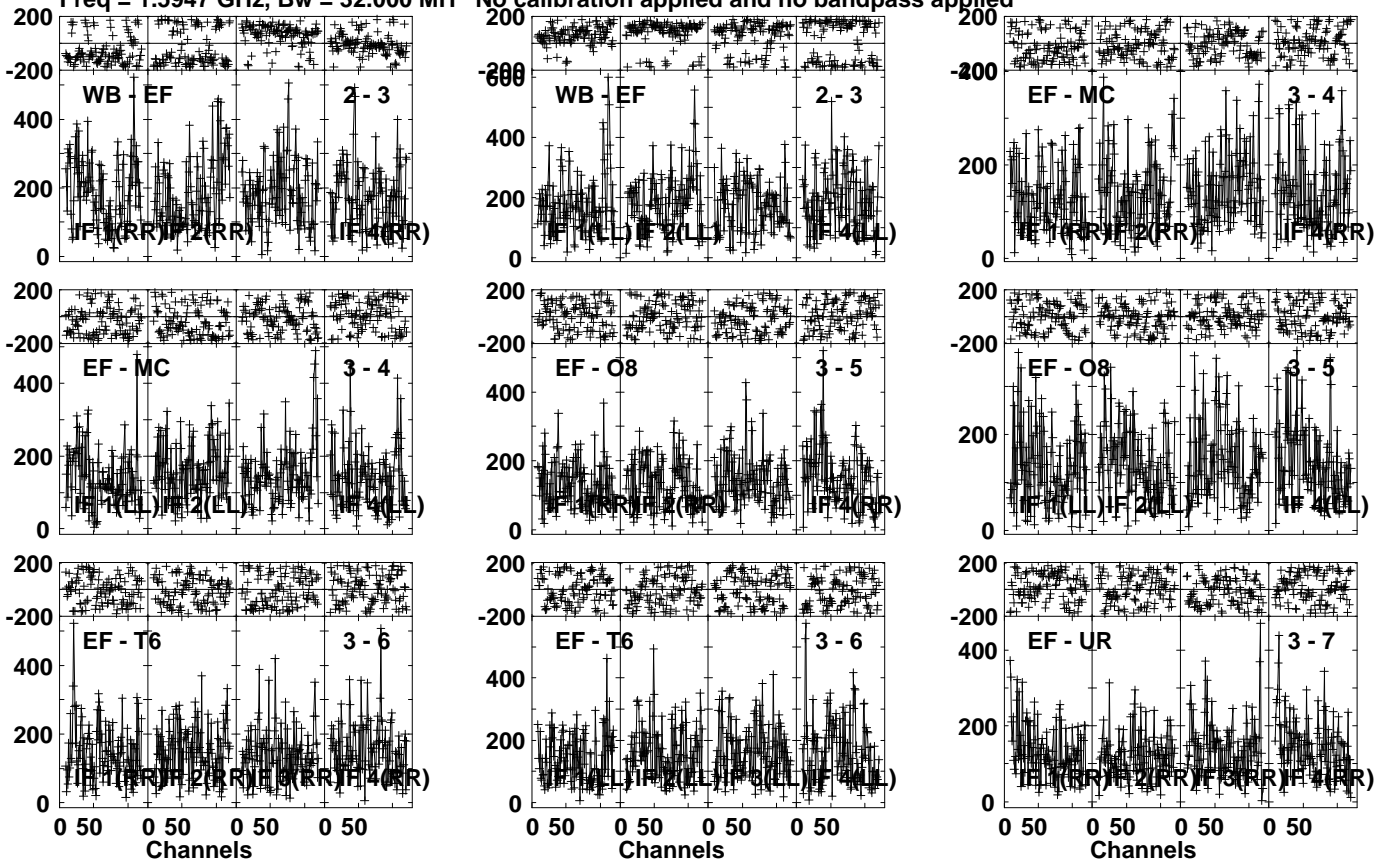 Freq = 1.5947 GHz, Bw = 32.000 MH No calibration applied and no bandpass applied
200
-200
WB - EF 2 - 3
400
200
0
IF 1(RR) IF 2(RR) IF 4(RR)
200
-200
600
WB - EF 2 - 3
400
200
0
IF 1(LL) IF 2(LL) IF 4(LL)
200
-200
400
EF - MC 3 - 4
200
0
IF 1(RR) IF 2(RR) IF 4(RR)
200
-200
EF - MC 3 - 4
400
200
0
IF 1(LL) IF 2(LL) IF 4(LL)
200
-200
EF - O8 3 - 5
400
200
0
IF 1(RR) IF 2(RR) IF 4(RR)
200
-200
EF - O8 3 - 5
200
0
IF 1(LL) IF 2(LL) IF 4(LL)
200
-200
EF - T6 3 - 6
400
200
0
IF 1(RR) IF 2(RR) IF 3(RR) IF 4(RR)
0 50 0 50 0 50 0 50
Channels
200
-200
EF - T6 3 - 6
400
200
0
IF 1(LL) IF 2(LL) IF 3(LL) IF 4(LL)
0 50 0 50 0 50 0 50
Channels
200
-200
EF - UR 3 - 7
400
200
0
IF 1(RR) IF 2(RR) IF 3(RR) IF 4(RR)
0 50 0 50 0 50 0 50
Channels